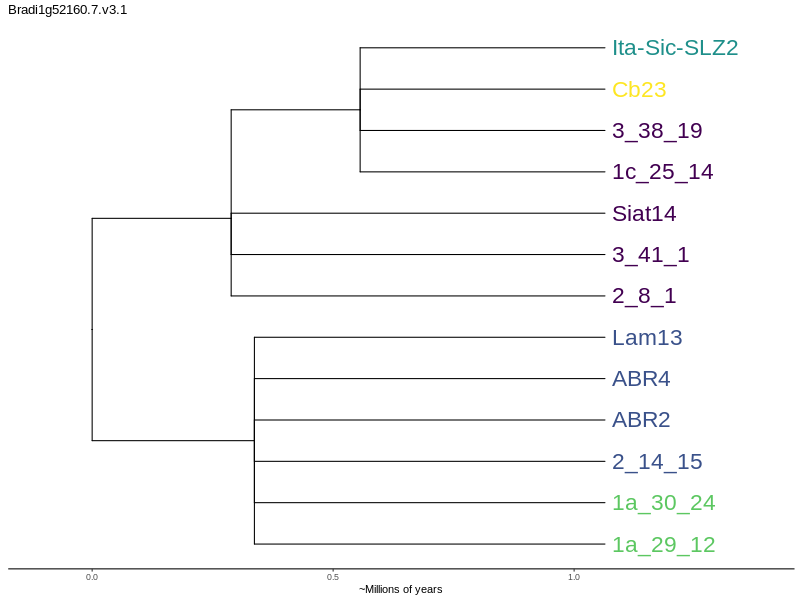 Bradi1g52160.7.v3.1
Ita-Sic-SLZ2
Cb23
3_38_19
1c_25_14
Siat14
3_41_1
2_8_1
Lam13
ABR4
ABR2
2_14_15
1a_30_24
1a_29_12
0.0 0.5 1.0
~Millions of years